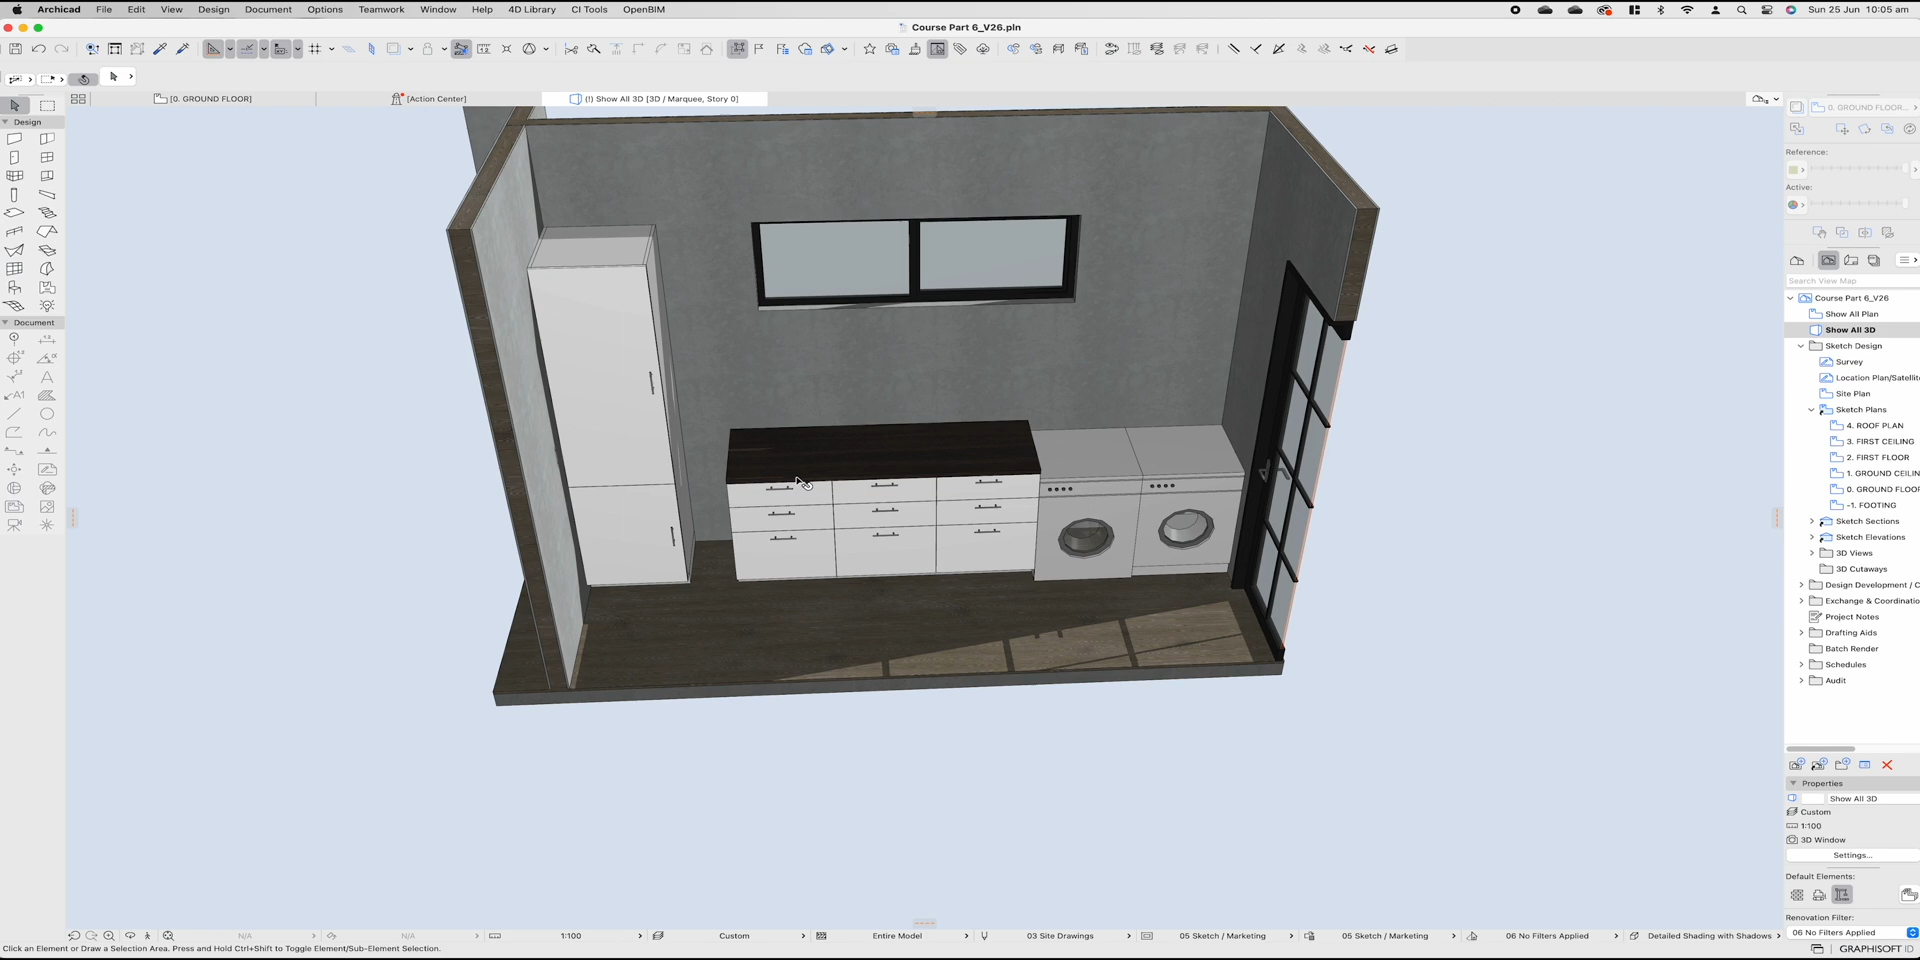 Archicad File Edit View Design Document Options Teamwork Window Help 4D Library CI Tools OpenBIM Sun 25 Jun 10:05 am
Course Part 6_V26.pln
[0. GROUND FLOOR]
[Action Center]
(!) Show All 3D [3D / Marquee, Story 0]
0. GROUND FLOOR...
Design
Document
Reference:
Active:
Search View Map
Course Part 6_V26
Show All Plan
Show All 3D
Sketch Design
Survey
Location Plan/Satellit
Site Plan
Sketch Plans
4. ROOF PLAN
3. FIRST CEILING
2. FIRST FLOOR
1. GROUND CEILIN
0. GROUND FLOOR
-1. FOOTING
Sketch Sections
Sketch Elevations
3D Views
3D Cutaways
Design Development / C
Exchange & Coordinatio
Project Notes
Drafting Aids
Batch Render
Schedules
Audit
Properties
Show All 3D
Custom
1:100
3D Window
Settings...
Default Elements:
Renovation Filter:
06 No Filters Applied
N/A N/A 1:100 Custom Entire Model 03 Site Drawings 05 Sketch / Marketing 05 Sketch / Marketing 06 No Filters Applied Detailed Shading with Shadows
Click an Element or Draw a Selection Area. Press and Hold Ctrl+Shift to Toggle Element/Sub-Element Selection.
GRAPHISOFT ID